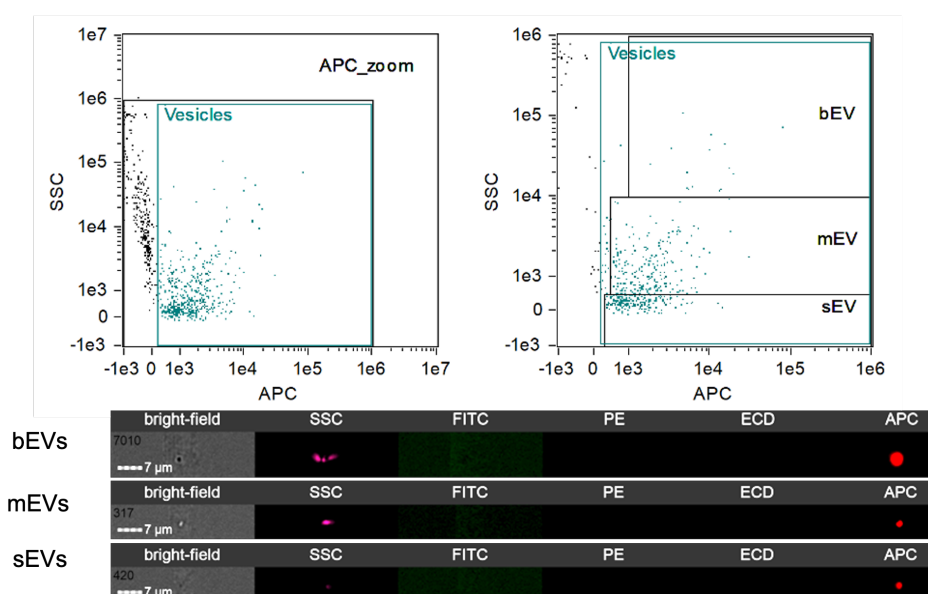 1e7
APC_zoom
1e6
Vesicles
1e5
SSC
1e4
1e3
0
-1e3
-1e3 0 1e3 1e4 1e5 1e6 1e7
APC
1e6
Vesicles
1e5
bEV
SSC
1e4
mEV
1e3
sEV
0
-1e3
-1e3 0 1e3 1e4 1e5 1e6
APC
bright-field SSC FITC PE ECD APC
bEVs
7010
7 µm
bright-field SSC FITC PE ECD APC
mEVs
317
7 µm
bright-field SSC FITC PE ECD APC
sEVs
420
7 µm